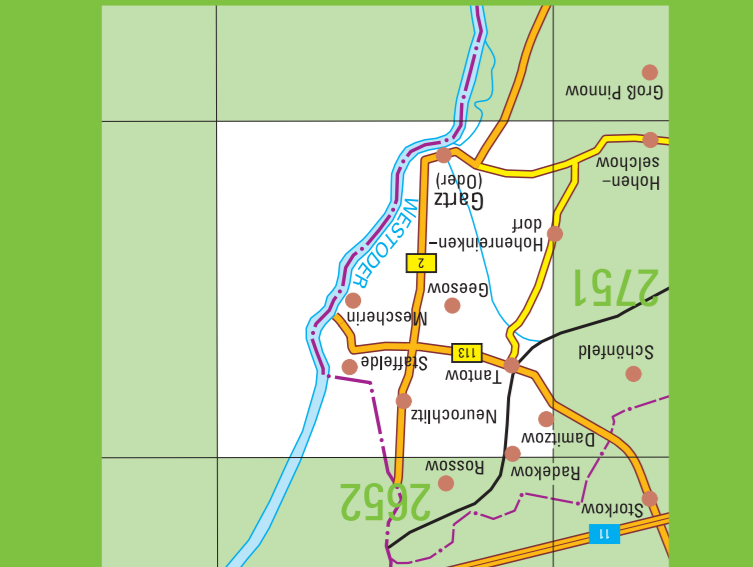 11
Storkow
2652
Radekow
Rossow
Damitzow
Neurochlitz
Tantow
Staffelde
Schönfeld
113
Mescherin
Geesow
2751
2
WESTODER
Hohenreinken-
dorf
Gartz
(Oder)
Hohen-
selchow
Groß Pinnow